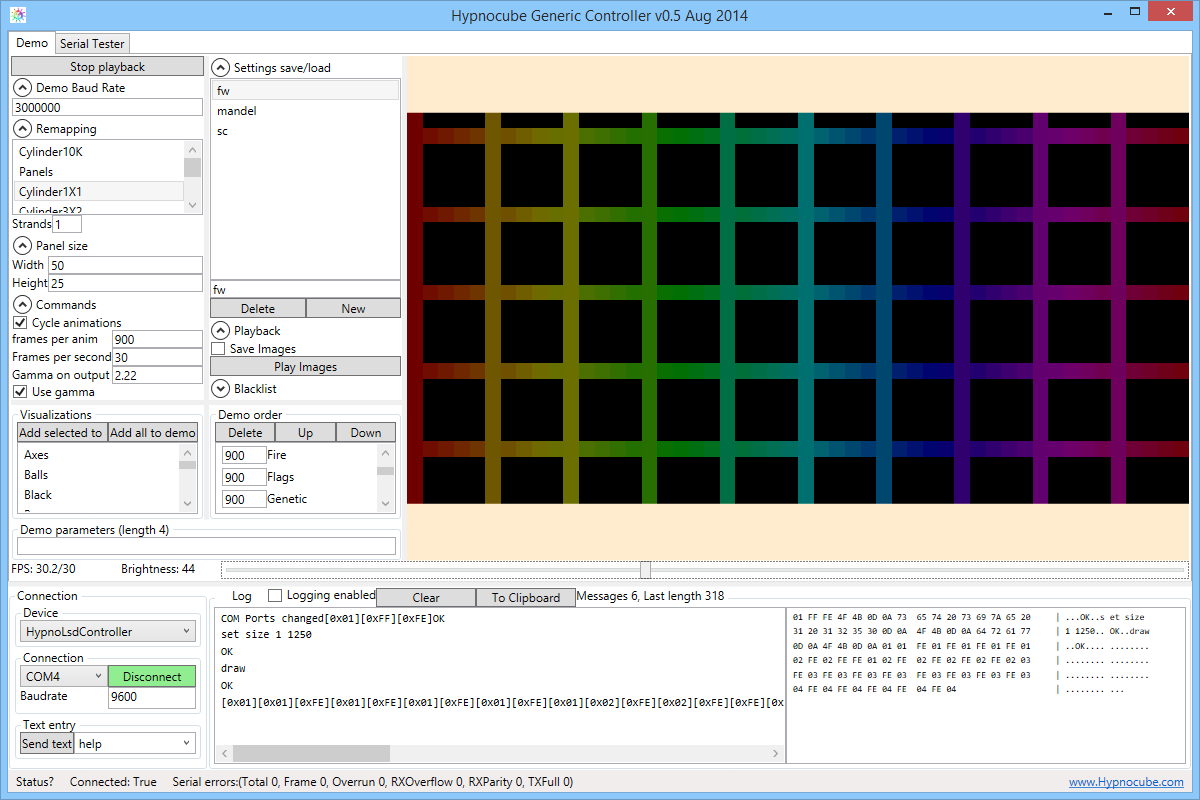 Hypnocube Generic Controller v0.5 Aug 2014
Demo
Serial Tester
Stop playback
Demo Baud Rate
3000000
Remapping
Cylinder10K
Panels
Cylinder1X1
Cylinder3X2
Strands 1
Panel size
Width 50
Height 25
Commands
Cycle animations
frames per anim 900
Frames per second 30
Gamma on output 2.22
Use gamma
Settings save/load
fw
mandel
sc
fw
Delete
New
Playback
Save Images
Play Images
Blacklist
Visualizations
Add selected to
Add all to demo
Axes
Balls
Black
Demo order
Delete
Up
Down
900 Fire
900 Flags
900 Genetic
Demo parameters (length 4)
FPS: 30.2/30
Brightness: 44
Connection
Device
HypnoLsdController
Connection
COM4
Disconnect
Baudrate
9600
Text entry
Send text
help
Log
Logging enabled
Clear
To Clipboard
Messages 6, Last length 318
COM Ports changed[0x01][0xFF][0xFE]OK
set size 1 1250
OK
draw
OK
[0x01][0x01][0xFE][0x01][0xFE][0x01][0xFE][0x01][0xFE][0x01][0x02][0xFE][0x02][0xFE][0xFE][0x
01 FF FE 4F 4B 0D 0A 73 65 74 20 73 69 7A 65 20 | ...OK..s et size
31 20 31 32 35 30 0D 0A 4F 4B 0D 0A 64 72 61 77 | 1 1250.. OK..draw
0D 0A 4F 4B 0D 0A 01 01 FE 01 FE 01 FE 01 FE 01 | ..OK.... ........
02 FE 02 FE FE 01 02 FE 02 FE 02 FE 02 FE 02 03 | ........ ........
FE 03 FE 03 FE 03 FE 03 FE 03 FE 03 FE 03 FE 03 | ........ ........
04 FE 04 FE 04 FE 04 FE 04 FE 04 | ........ ...
Status?
Connected: True
Serial errors:(Total 0, Frame 0, Overrun 0, RXOverflow 0, RXParity 0, TXFull 0)
www.Hypnocube.com